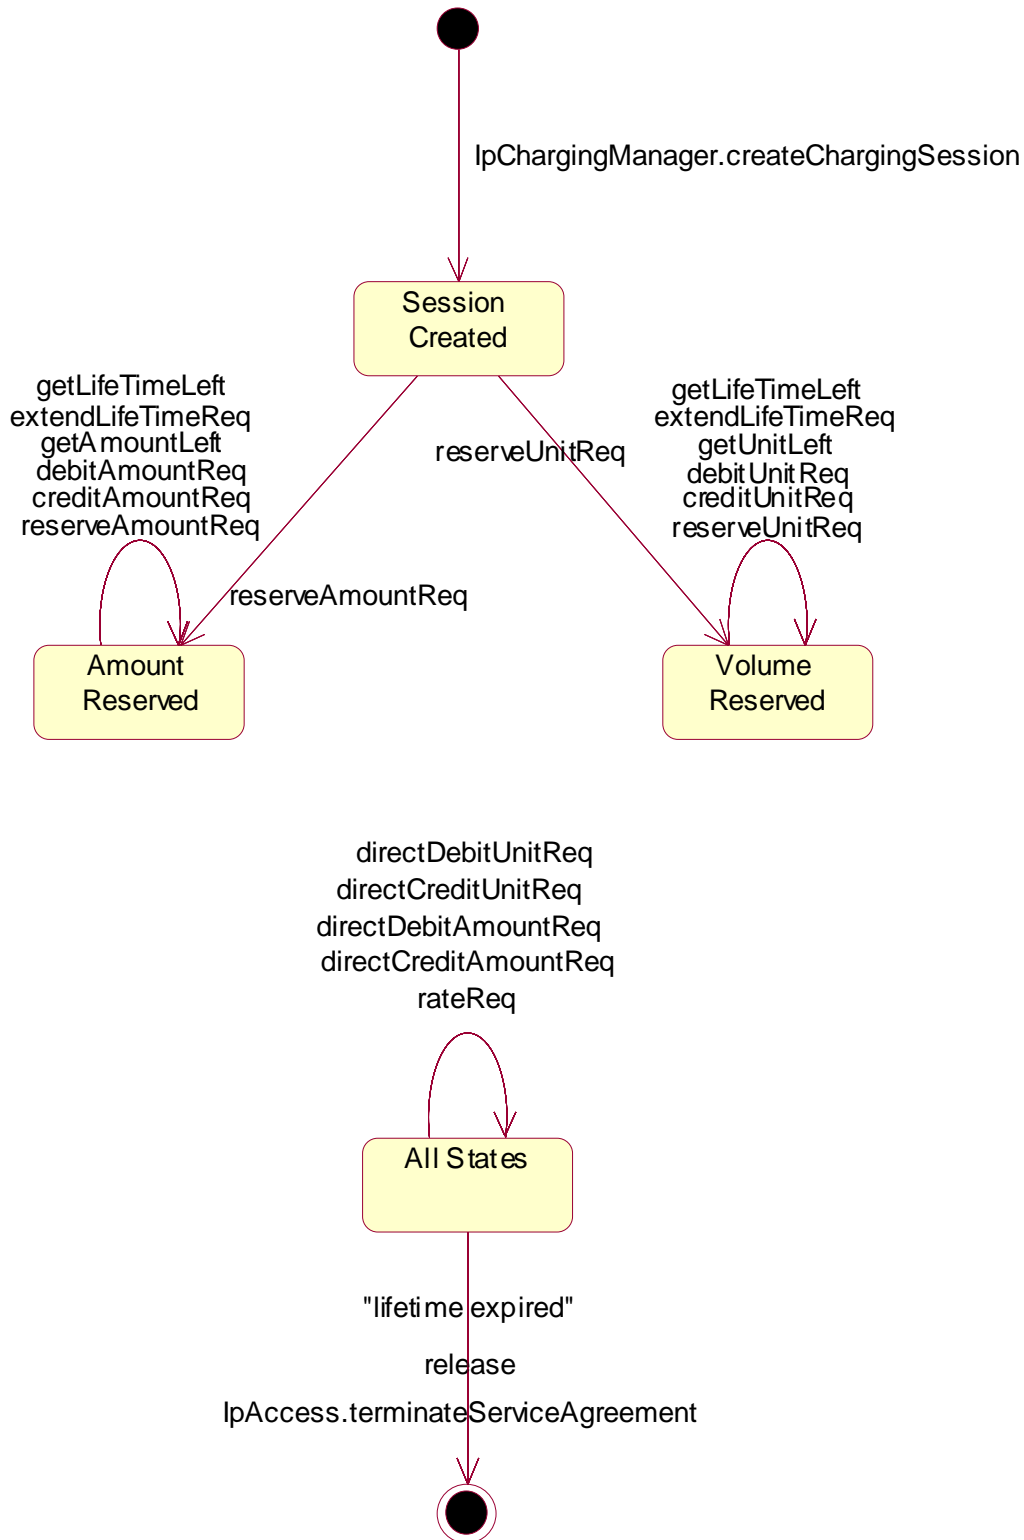 IpChargingManager.createChargingSession
Session
Created
getLifeTimeLeft
extendLifeTimeReq
getAmountLeft
debitAmountReq
creditAmountReq
reserveAmountReq
reserveUnitReq
getLifeTimeLeft
extendLifeTimeReq
getUnitLeft
debitUnitReq
creditUnitReq
reserveUnitReq
reserveAmountReq
Amount
Reserved
Volume
Reserved
directDebitUnitReq
directCreditUnitReq
directDebitAmountReq
directCreditAmountReq
rateReq
All States
"lifetime expired"
release
IpAccess.terminateServiceAgreement